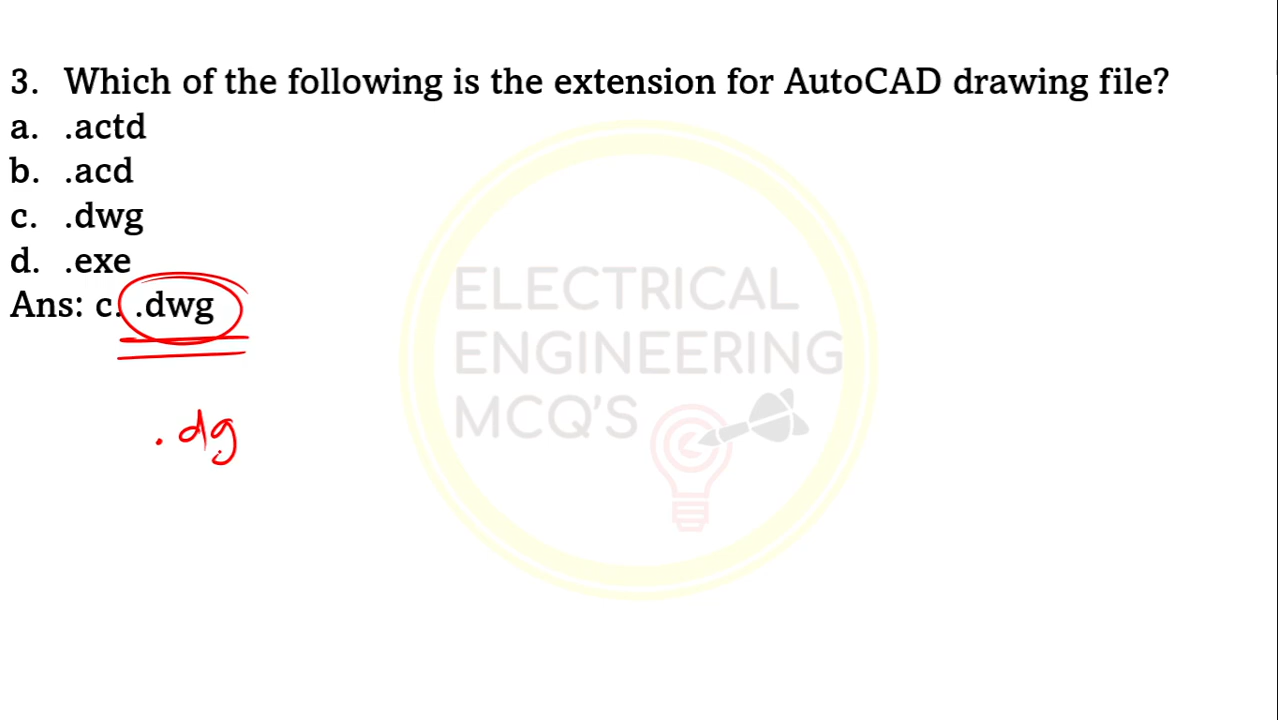 3. Which of the following is the extension for AutoCAD drawing file?
a. .actd
b. .acd
c. .dwg
d. .exe
Ans: c. .dwg
.dg
ELECTRICAL
ENGINEERING
MCQ'S